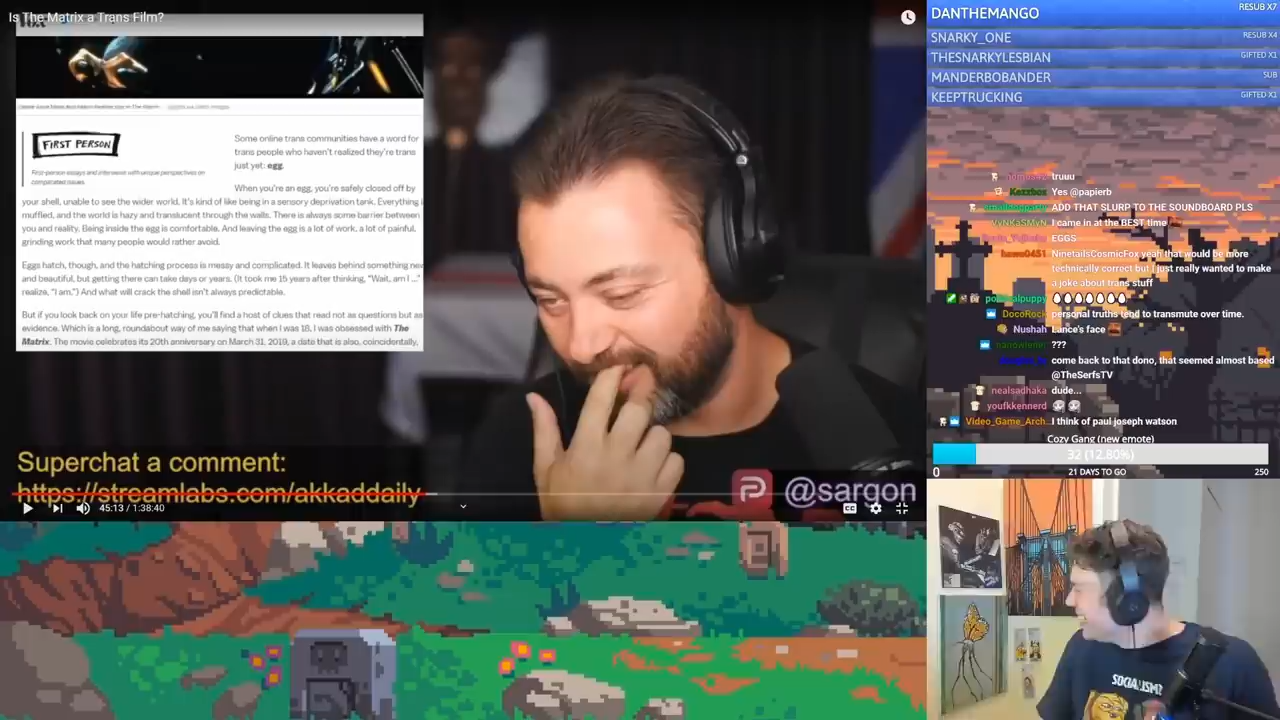 Is The Matrix a Trans Film?
FIRST PERSON
First-person essays and interviews with unique perspectives on
complicated issues.
Some online trans communities have a word for
trans people who haven't realized they're trans
just yet: egg.
When you're an egg, you're safely closed off by
your shell, unable to see the wider world. It's kind of like being in a sensory deprivation tank. Everything i
muffled, and the world is hazy and translucent through the walls. There is always some barrier between
you and reality. Being inside the egg is comfortable. And leaving the egg is a lot of work, a lot of painful,
grinding work that many people would rather avoid.
Eggs hatch, though, and the hatching process is messy and complicated. It leaves behind something new
and beautiful, but getting there can take days or years. (It took me 15 years after thinking, "Wait, am I ..."
realize, "I am.") And what will crack the shell isn't always predictable.
But if you look back on your life pre-hatching, you'll find a host of clues that read not as questions but as
evidence. Which is a long, roundabout way of me saying that when I was 18, I was obsessed with The
Matrix. The movie celebrates its 20th anniversary on March 31, 2019, a date that is also, coincidentally,
Superchat a comment:
https://streamlabs.com/akkaddaily
@sargon
45:13 / 1:38:40
CC
DANTHEMANGO RESUB X7
SNARKY_ONE RESUB X4
THESNARKYLESBIAN GIFTED X1
MANDERBOBANDER SUB
KEEPTRUCKING GIFTED X1
truuu
Yes @papierb
ADD THAT SLURP TO THE SOUNDBOARD PLS
VyNKaSMvN I came in at the BEST time
EGGS
hawa0451 NinetailsCosmicFox yeah that would be more
technically correct but I just really wanted to make
a joke about trans stuff
DocoRock personal truths tend to transmute over time.
Nushah Lance's face
nanowiener ???
come back to that dono, that seemed almost based
@TheSerfsTV
nealsadhaka dude...
youfkkennerd
Video_Game_Arch... I think of paul joseph watson
Cozy Gang (new emote)
32 (12.80%)
0 21 DAYS TO GO 250
SOCIALISM?